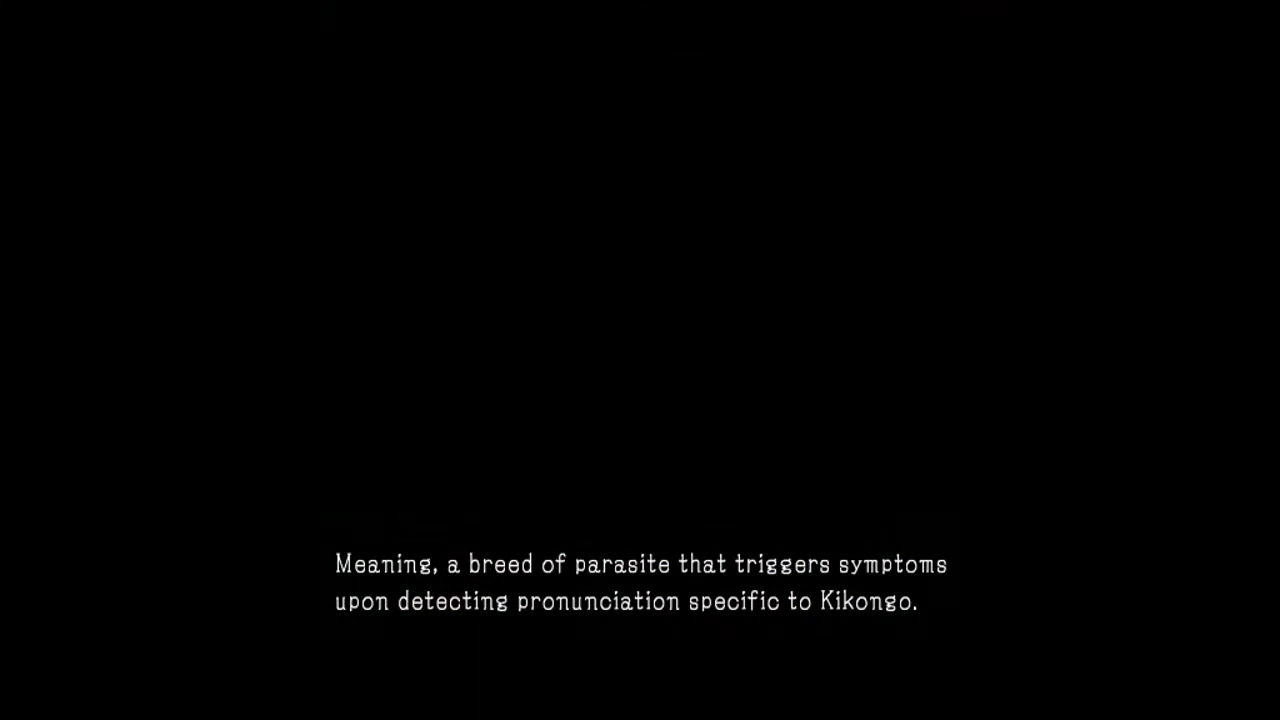 Meaning, a breed of parasite that triggers symptoms
upon detecting pronunciation specific to Kikongo.